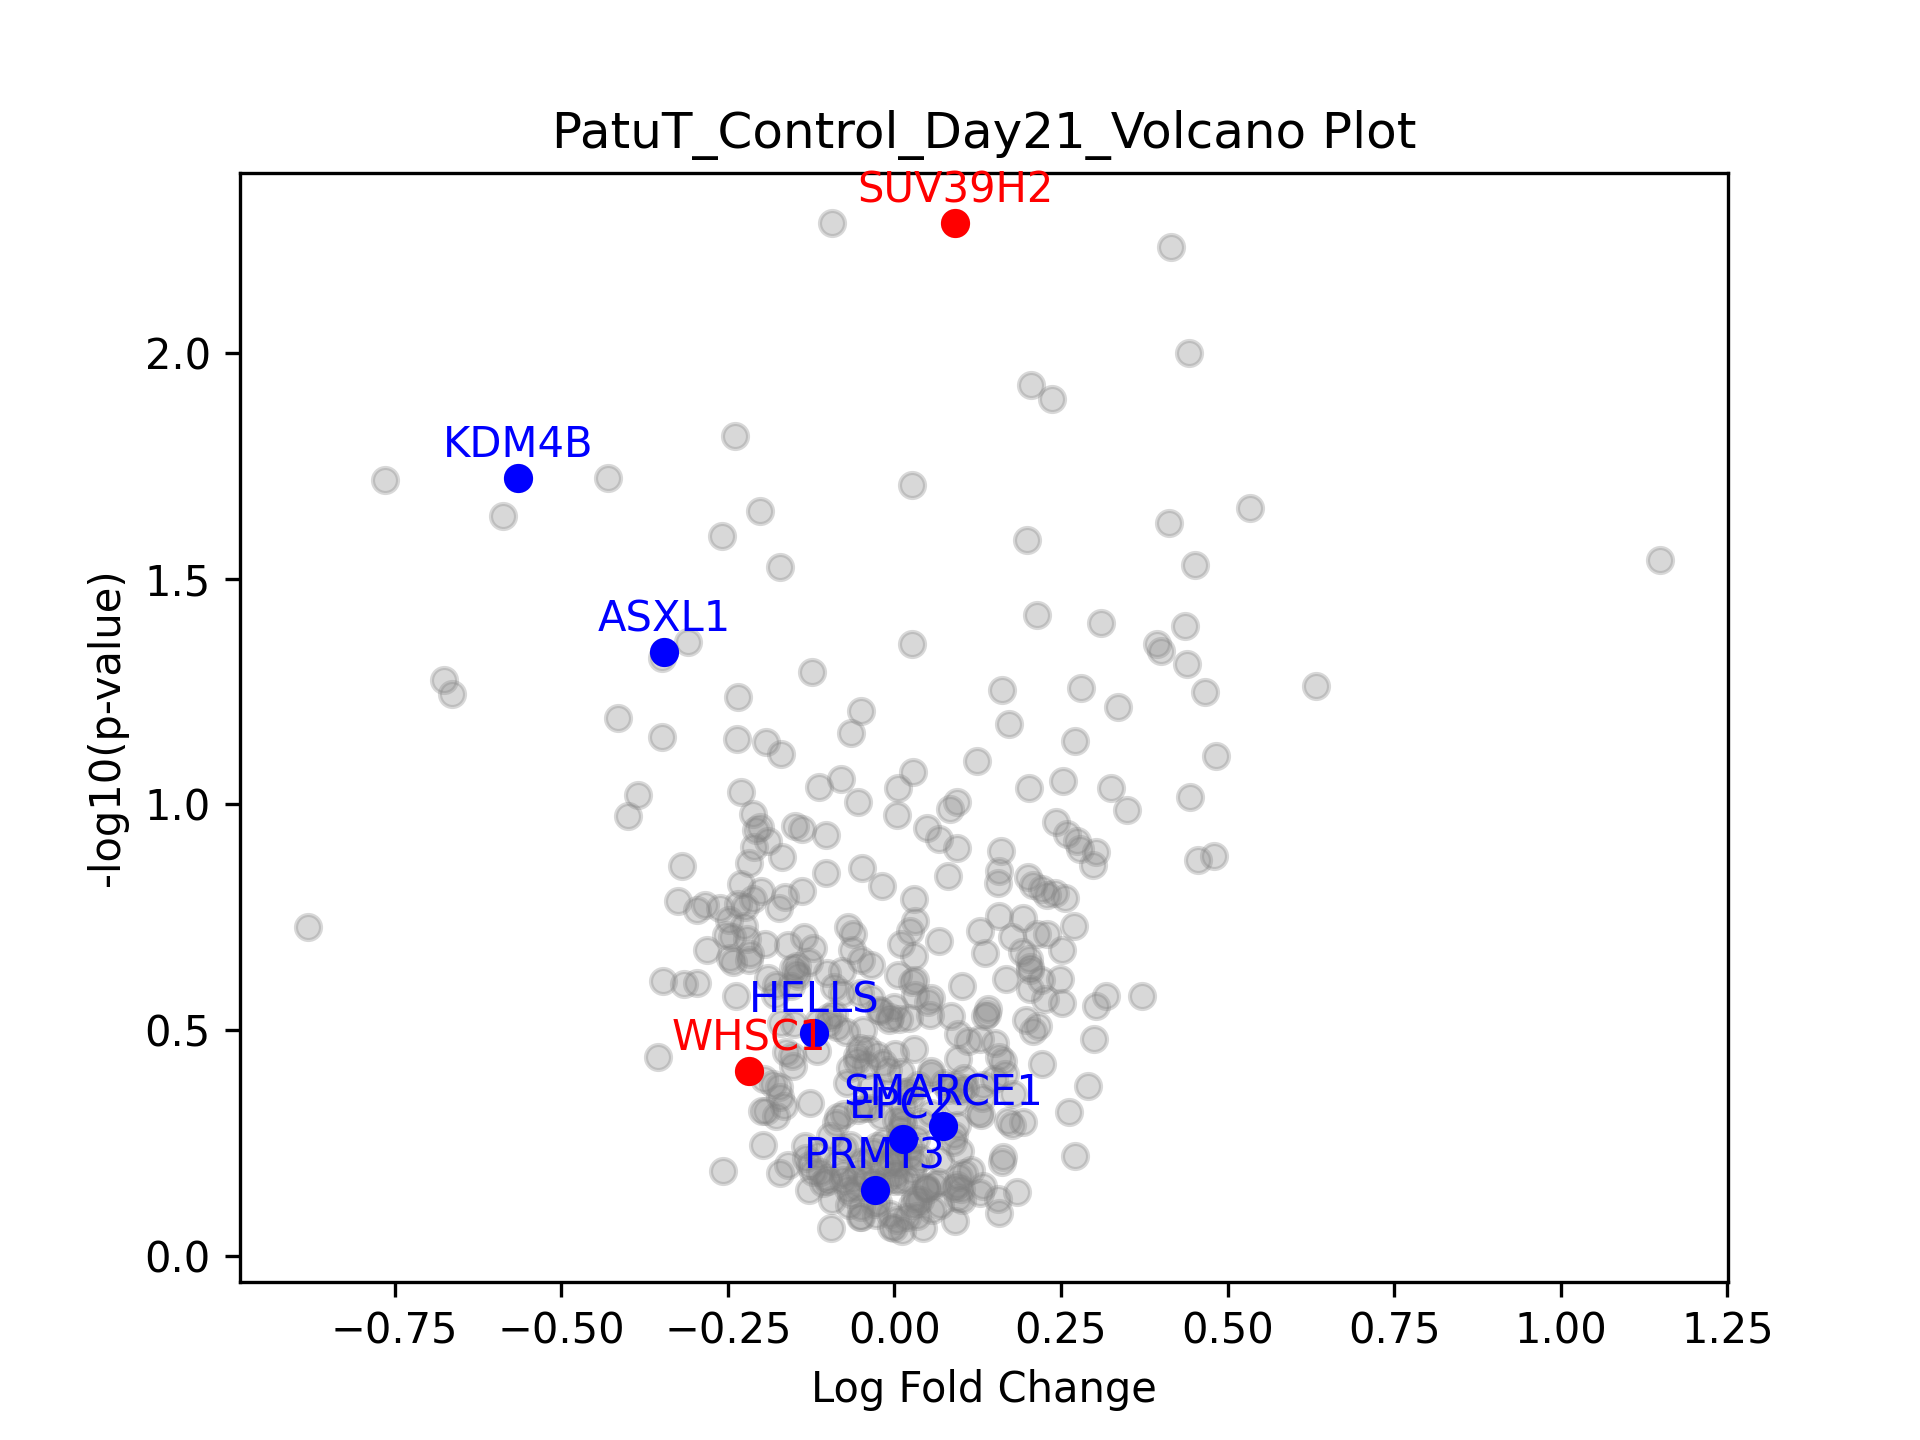 PatuT_Control_Day21_Volcano Plot
SUV39H2
KDM4B
ASXL1
HELLS
WHSC1
SMARCE1
EPC2
PRMT3
-log10(p-value)
2.0
1.5
1.0
0.5
0.0
−0.75 −0.50 −0.25 0.00 0.25 0.50 0.75 1.00 1.25
Log Fold Change